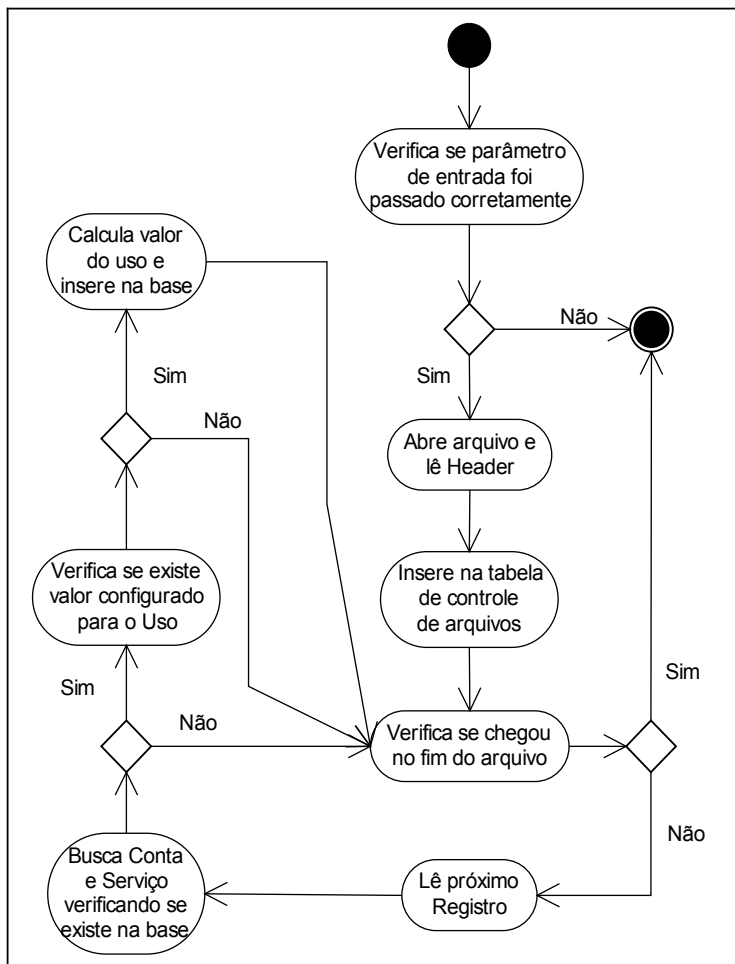 Verifica se parâmetro
de entrada foi
passado corretamente
Não
Sim
Abre arquivo e
lê Header
Insere na tabela
de controle
de arquivos
Verifica se chegou
no fim do arquivo
Sim
Não
Lê próximo
Registro
Busca Conta
e Serviço
verificando se
existe na base
Não
Sim
Verifica se existe
valor configurado
para o Uso
Não
Sim
Calcula valor
do uso e
insere na base